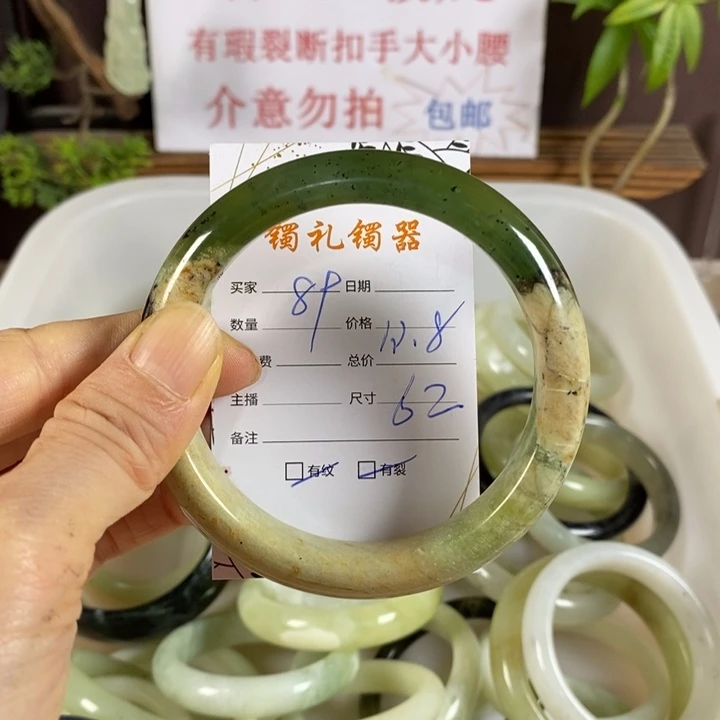 有瑕裂断扣手大小腰
介意勿拍 包邮
镯礼镯器
买家 89 日期
数量 价格 12.8
费 总价
主播 尺寸 62
备注
有纹 有裂